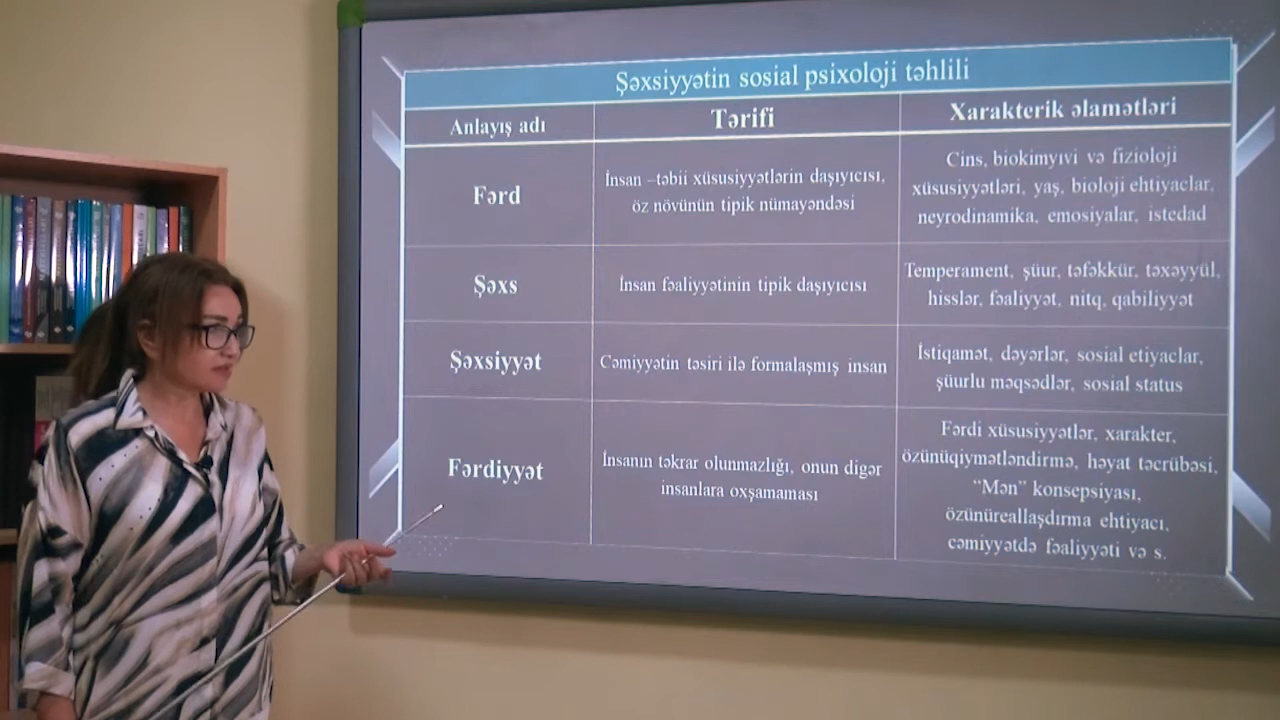 Şəxsiyyətin sosial psixoloji təhlili
Anlayış adı
Tərifi
Xarakterik əlamətləri
Fərd
İnsan –təbii xüsusiyyətlərin daşıyıcısı,
öz növünün tipik nümayəndəsi
Cins, biokimyıvi və fizioloji
xüsusiyyətləri, yaş, bioloji ehtiyaclar,
neyrodinamika, emosiyalar, istedad
Şəxs
İnsan fəaliyyətinin tipik daşıyıcısı
Temperament, şüur, təfəkkür, təxəyyül,
hisslər, fəaliyyət, nitq, qabiliyyət
Şəxsiyyət
Cəmiyyətin təsiri ilə formalaşmış insan
İstiqamət, dəyərlər, sosial etiyaclar,
şüurlu məqsədlər, sosial status
Fərdiyyət
İnsanın təkrar olunmazlığı, onun digər
insanlara oxşamaması
Fərdi xüsusiyyətlər, xarakter,
özünüqiymətləndirmə, həyat təcrübəsi,
"Mən" konsepsiyası,
özünüreallaşdırma ehtiyacı,
cəmiyyətdə fəaliyyəti və s.